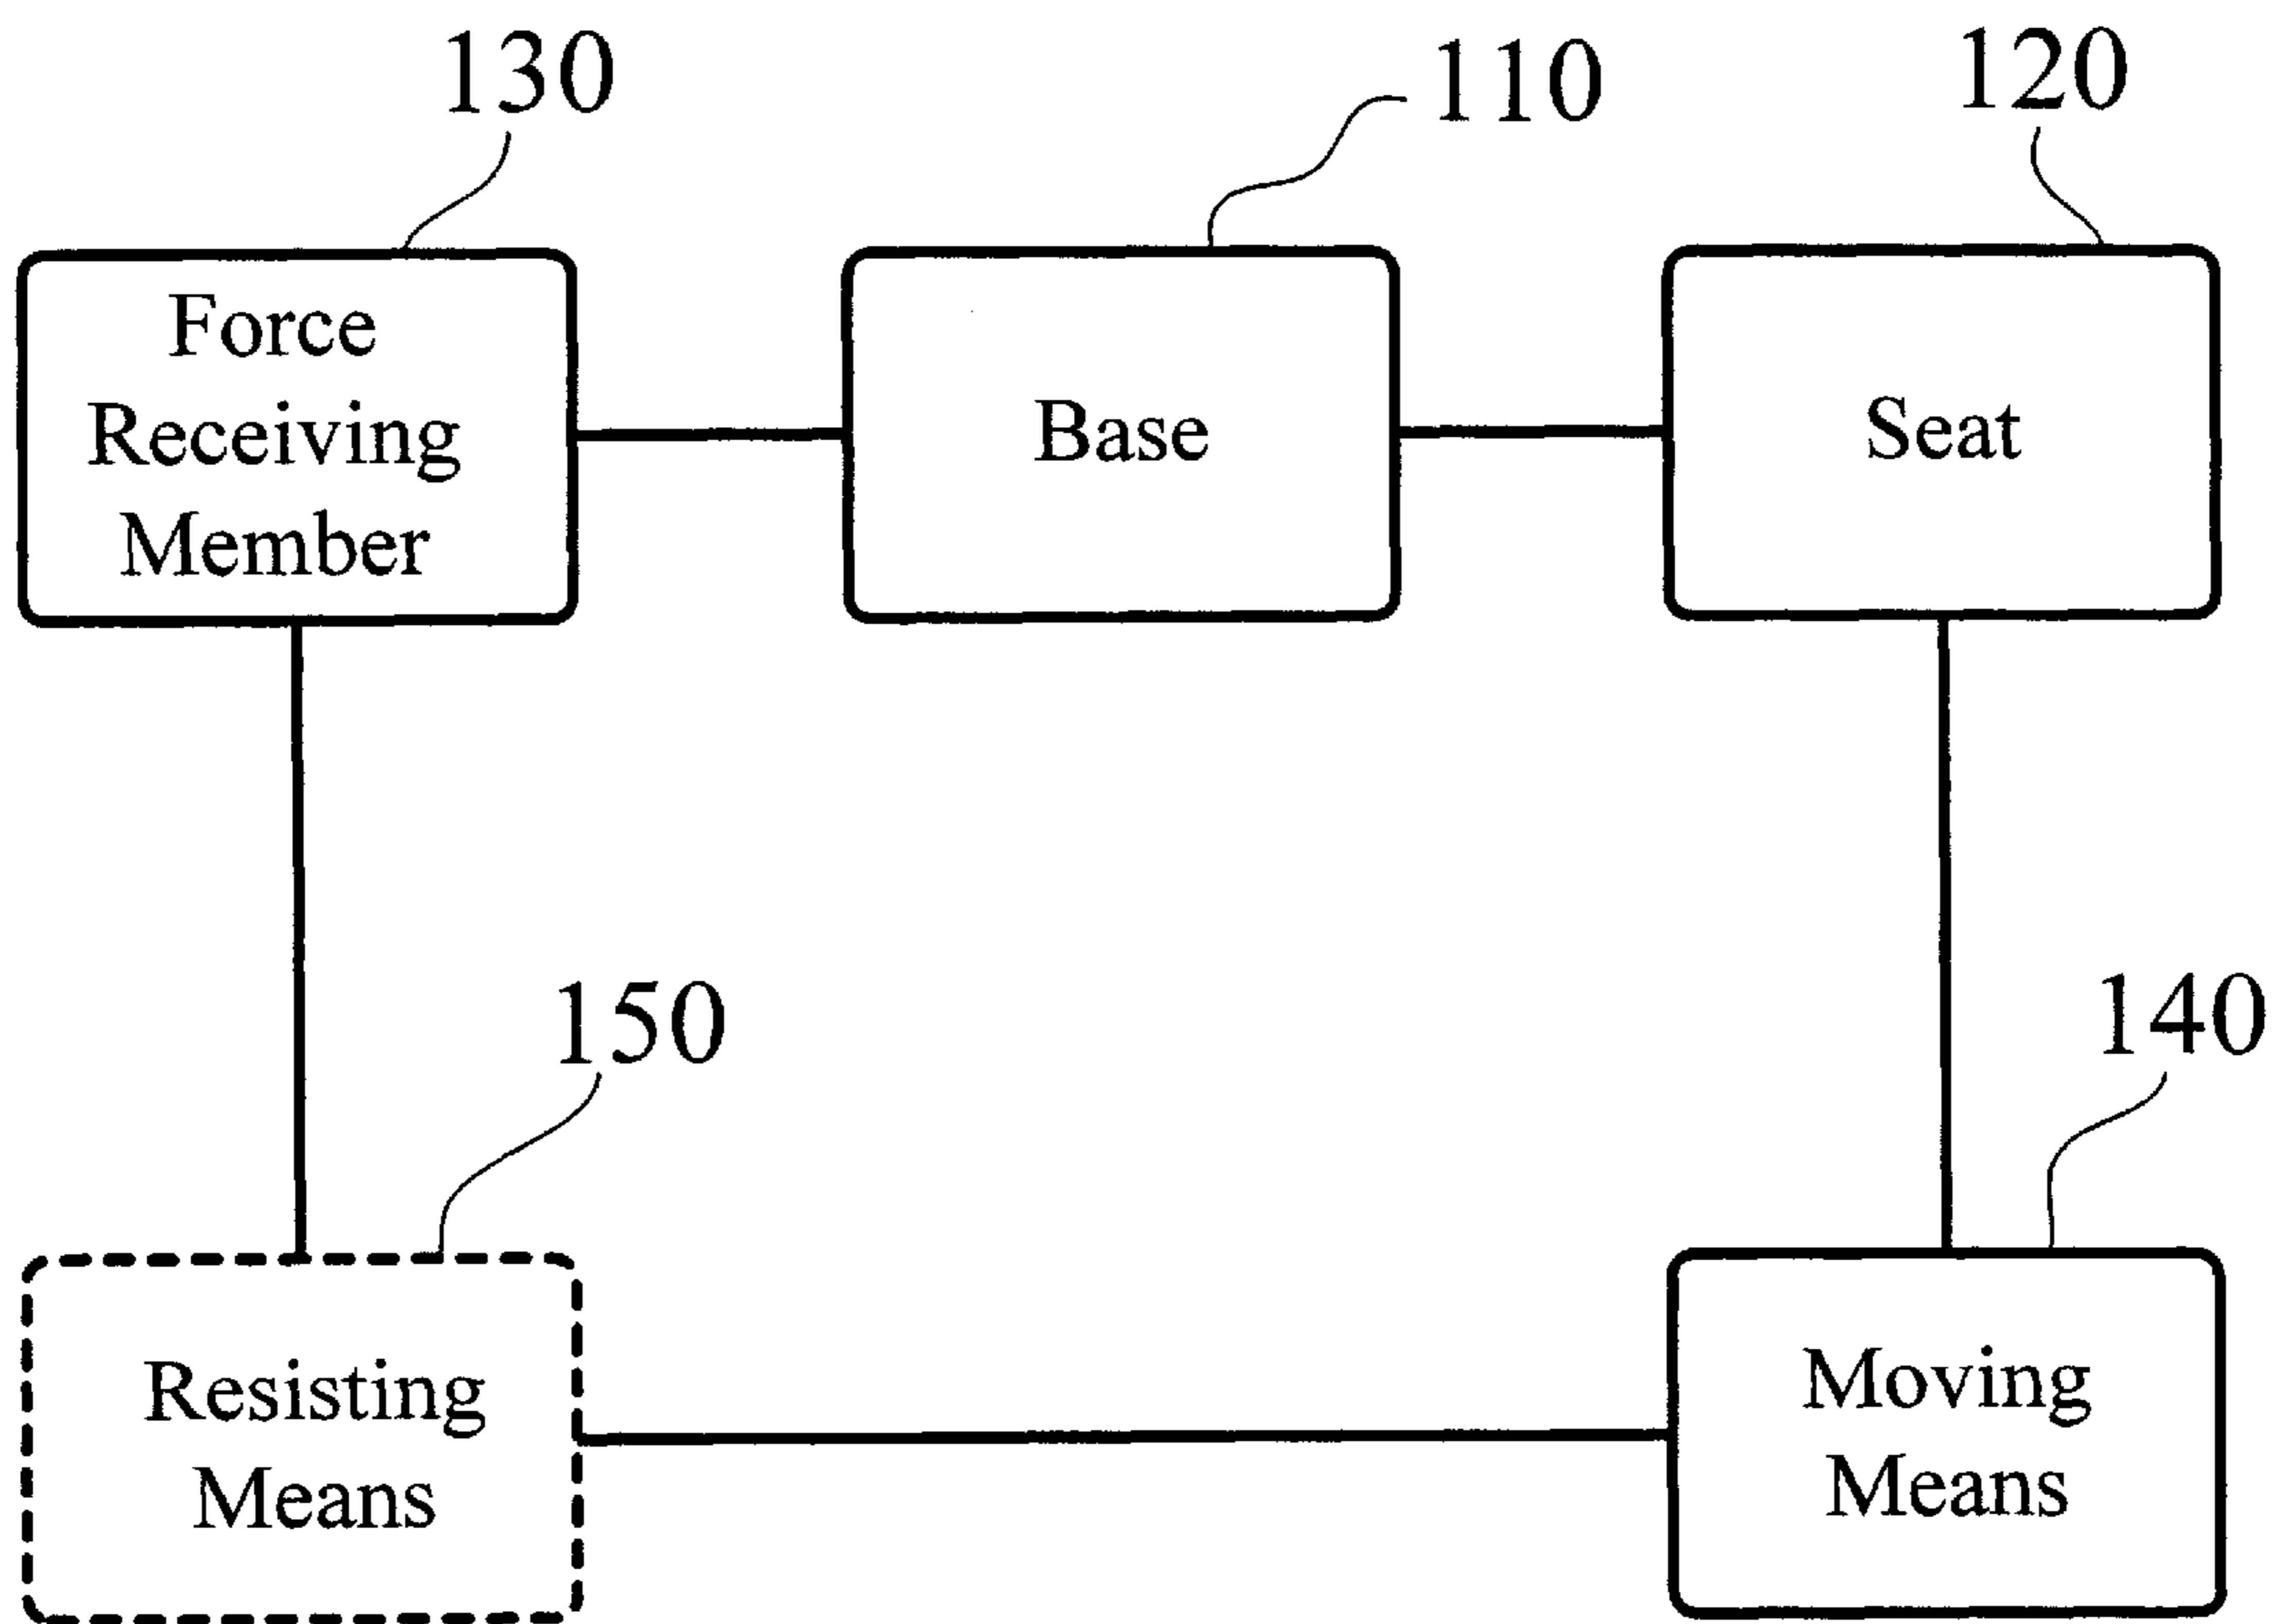 130
110
120
Force
Receiving
Member
Base
Seat
150
140
Resisting
Means
Moving
Means